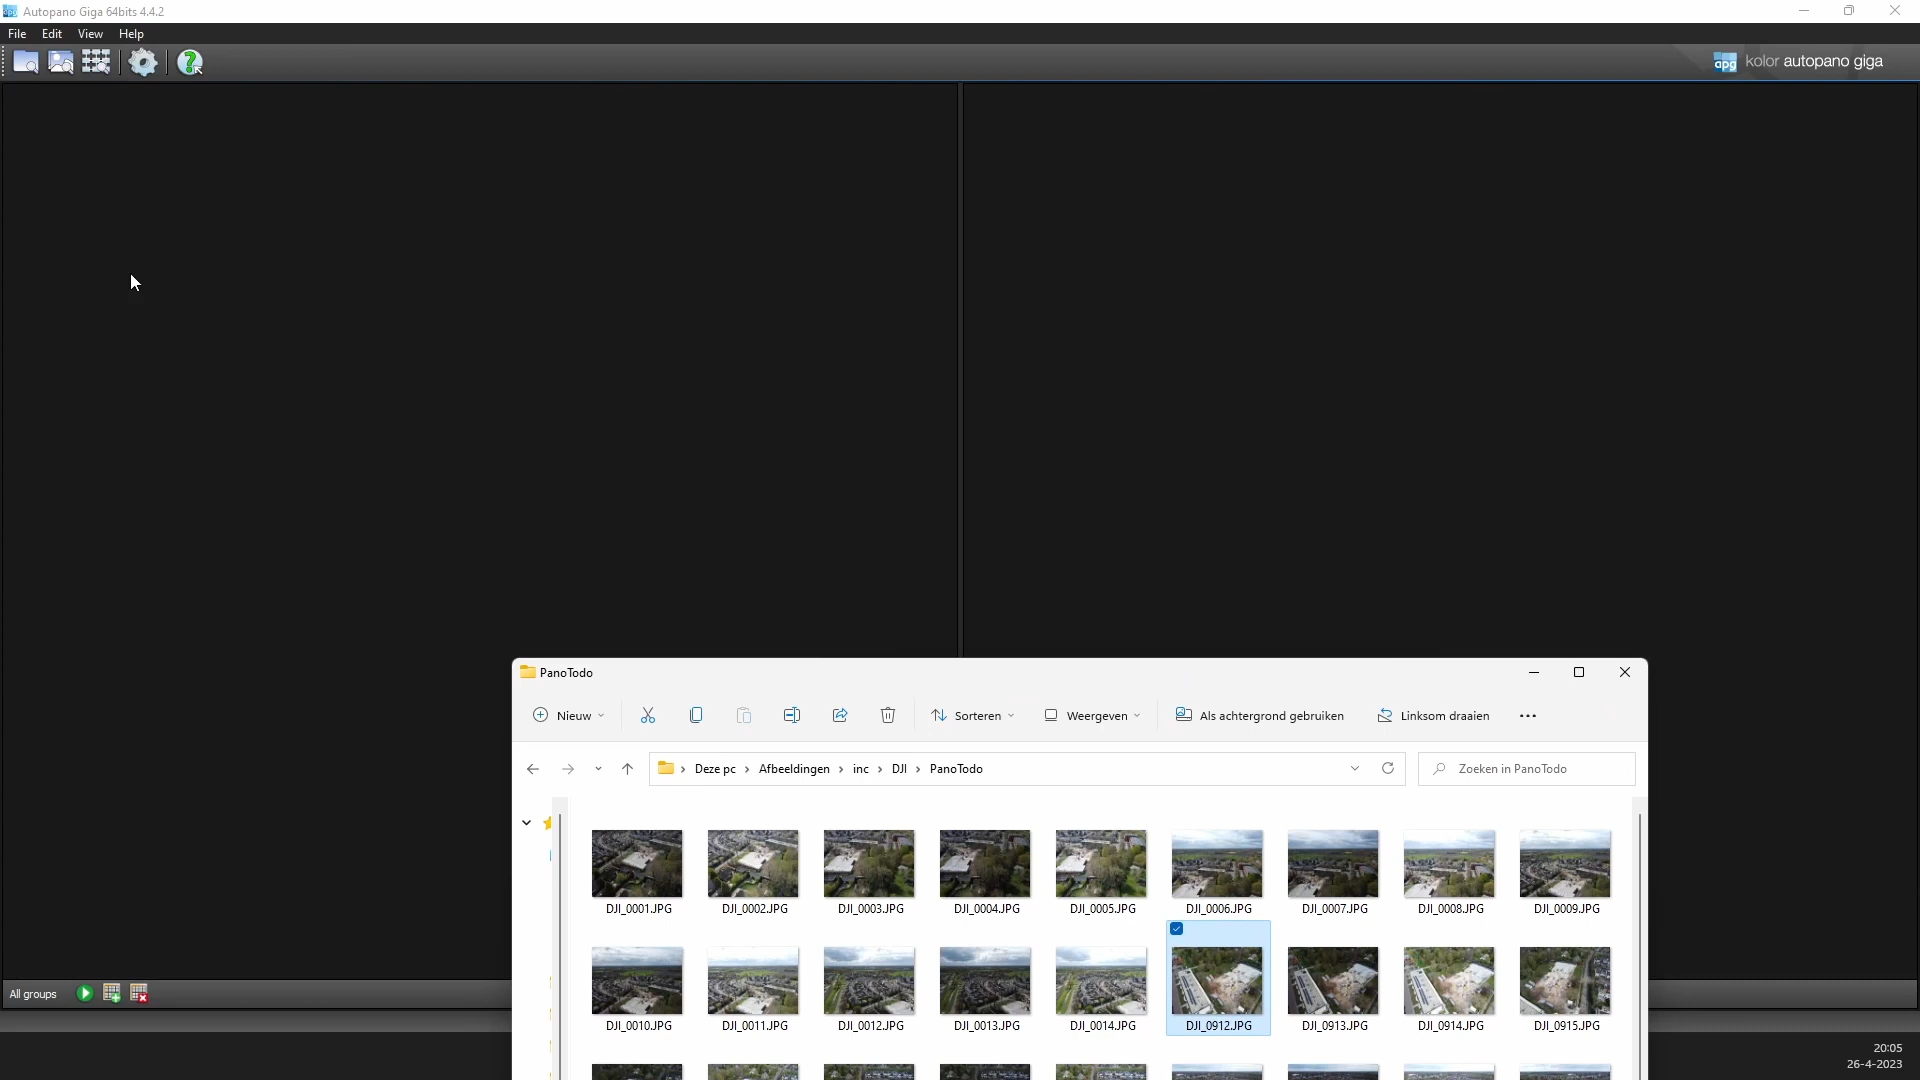 Autopano Giga 64bits 4.4.2
File Edit View Help
apg kolor autopano giga
PanoTodo
Nieuw Sorteren Weergeven Als achtergrond gebruiken Linksom draaien
Deze pc > Afbeeldingen > inc > DJI > PanoTodo Zoeken in PanoTodo
DJI_0001.JPG DJI_0002.JPG DJI_0003.JPG DJI_0004.JPG DJI_0005.JPG DJI_0006.JPG DJI_0007.JPG DJI_0008.JPG DJI_0009.JPG
All groups
DJI_0010.JPG DJI_0011.JPG DJI_0012.JPG DJI_0013.JPG DJI_0014.JPG DJI_0912.JPG DJI_0913.JPG DJI_0914.JPG DJI_0915.JPG
20:05
26-4-2023